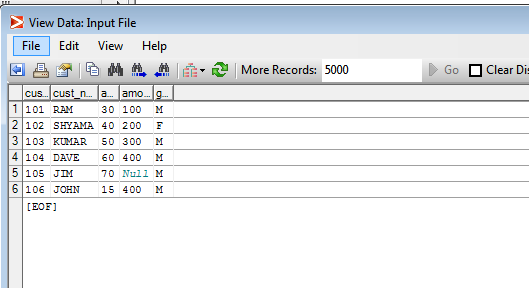 View Data: Input File
File Edit View Help
More Records: 5000 Go Clear Dis
cus... cust_n... a... amo... g...
1 101 RAM 30 100 M
2 102 SHYAMA 40 200 F
3 103 KUMAR 50 300 M
4 104 DAVE 60 400 M
5 105 JIM 70 Null M
6 106 JOHN 15 400 M
[EOF]